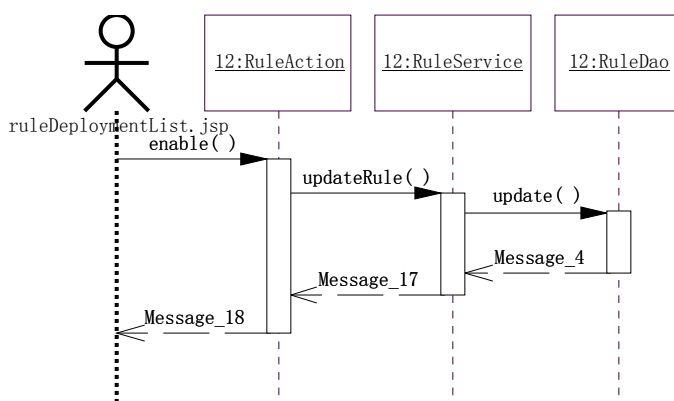 12:RuleAction
12:RuleService
12:RuleDao
ruleDeploymentList.jsp
enable( )
updateRule( )
update( )
Message_4
Message_17
Message_18